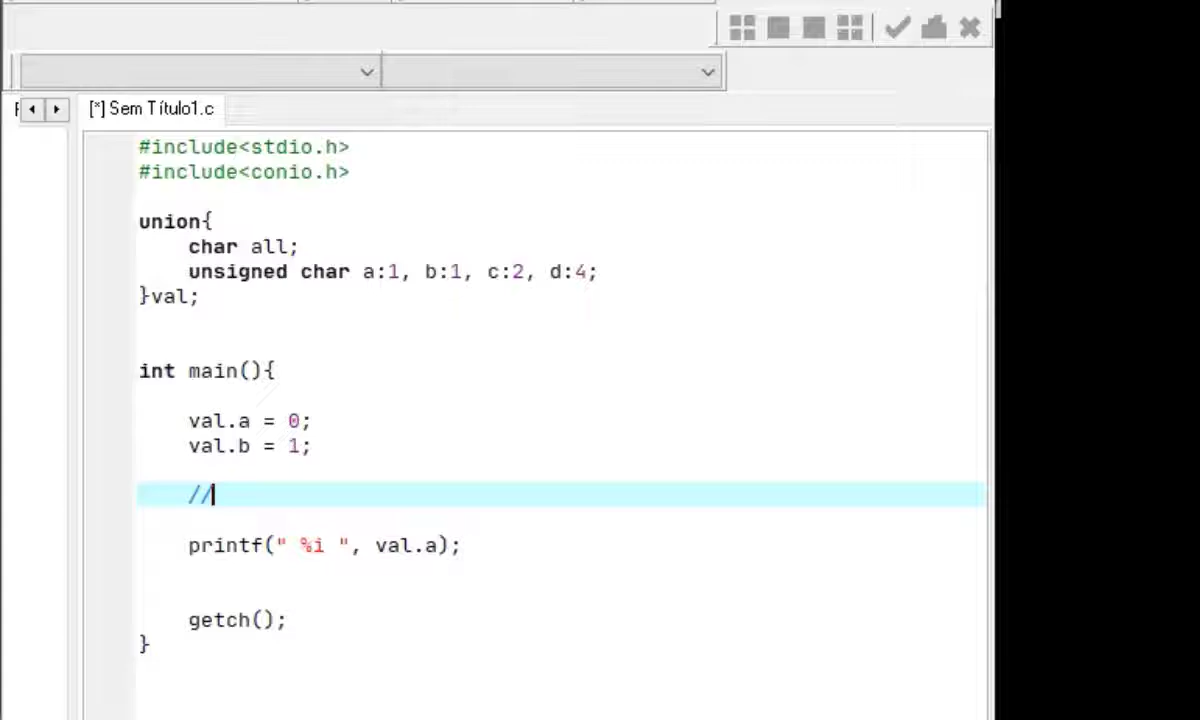 [*] Sem Título1.c
#include<stdio.h>
#include<conio.h>
union{
    char all;
    unsigned char a:1, b:1, c:2, d:4;
}val;
int main(){
    val.a = 0;
    val.b = 1;
    //
    printf(" %i ", val.a);
    getch();
}